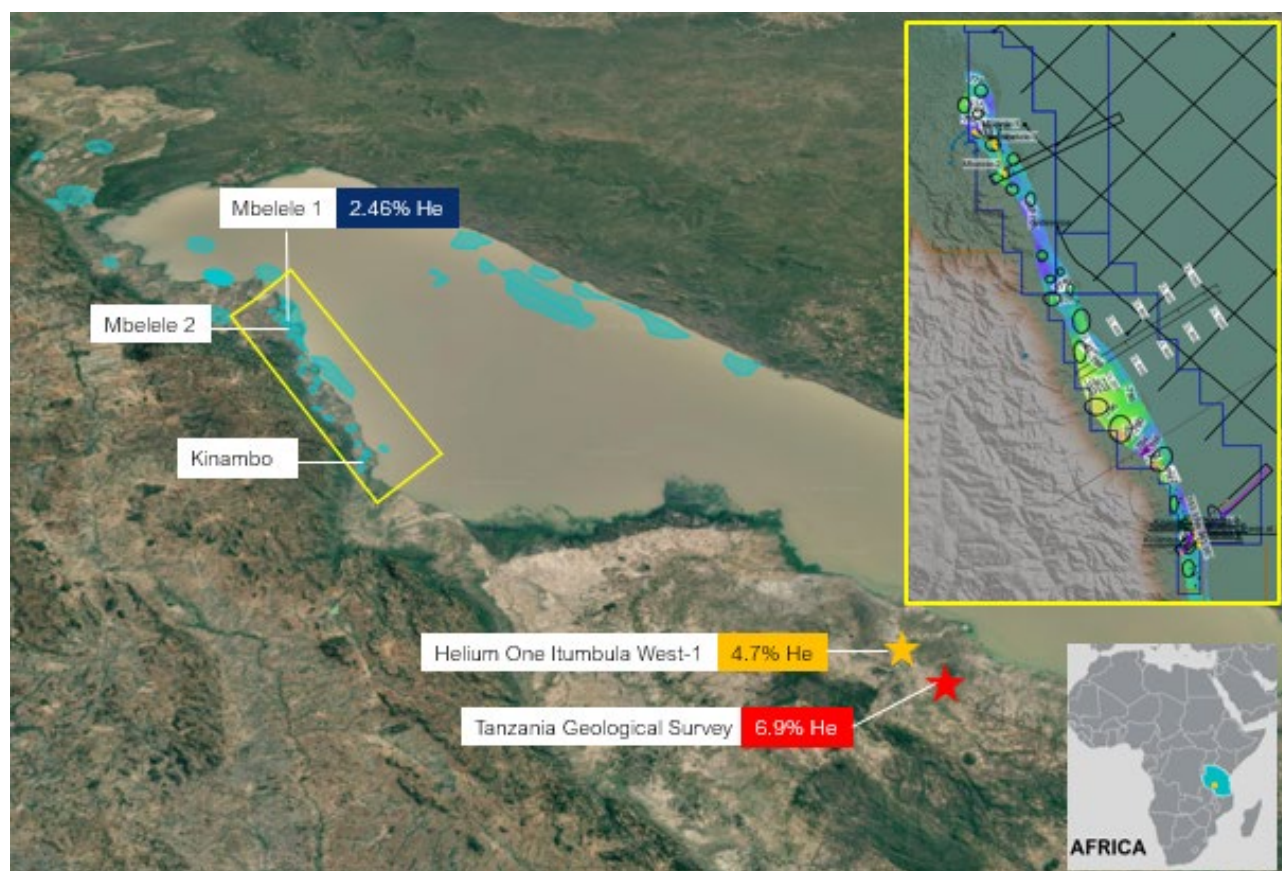 Mbelele 1 2.46% He
Mbelele 2
Kinambo
Helium One Itumbula West-1 4.7% He
Tanzania Geological Survey 6.9% He
AFRICA